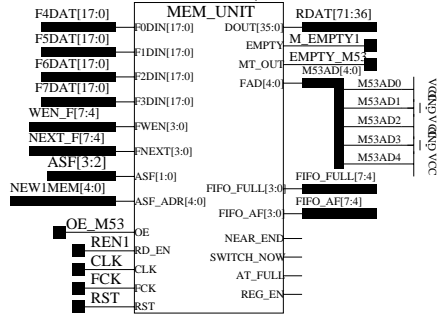 MEM_UNIT
F4DAT[17:0]
F0DIN[17:0]
F5DAT[17:0]
F1DIN[17:0]
F6DAT[17:0]
F2DIN[17:0]
F7DAT[17:0]
F3DIN[17:0]
WEN_F[7:4]
FWEN[3:0]
NEXT_F[7:4]
FNEXT[3:0]
ASF[3:2]
ASF[1:0]
NEW1MEM[4:0]
ASF_ADR[4:0]
OE_M53
OE
REN1
RD_EN
CLK
CLK
FCK
FCK
RST
RST
DOUT[35:0]
RDAT[71:36]
EMPTY
M_EMPTY1
MT_OUT
EMPTY_M53
FAD[4:0]
M53AD[4:0]
M53AD0
VCC
M53AD1
GND
M53AD2
VCC
M53AD3
GND
M53AD4
VCC
FIFO_FULL[3:0]
FIFO_FULL[7:4]
FIFO_AF[3:0]
FIFO_AF[7:4]
NEAR_END
SWITCH_NOW
AT_FULL
REG_EN